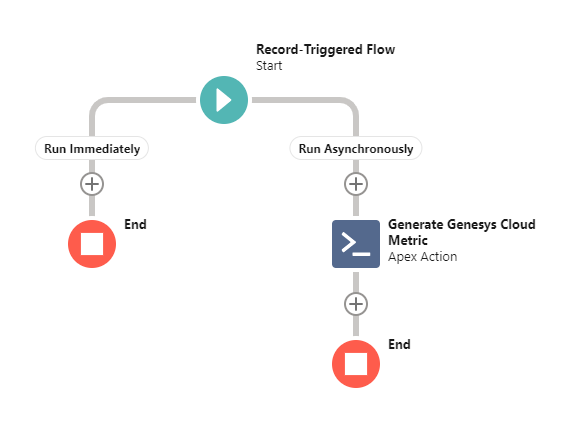 Record-Triggered Flow
Start
Run Immediately
Run Asynchronously
End
Generate Genesys Cloud
Metric
Apex Action
End